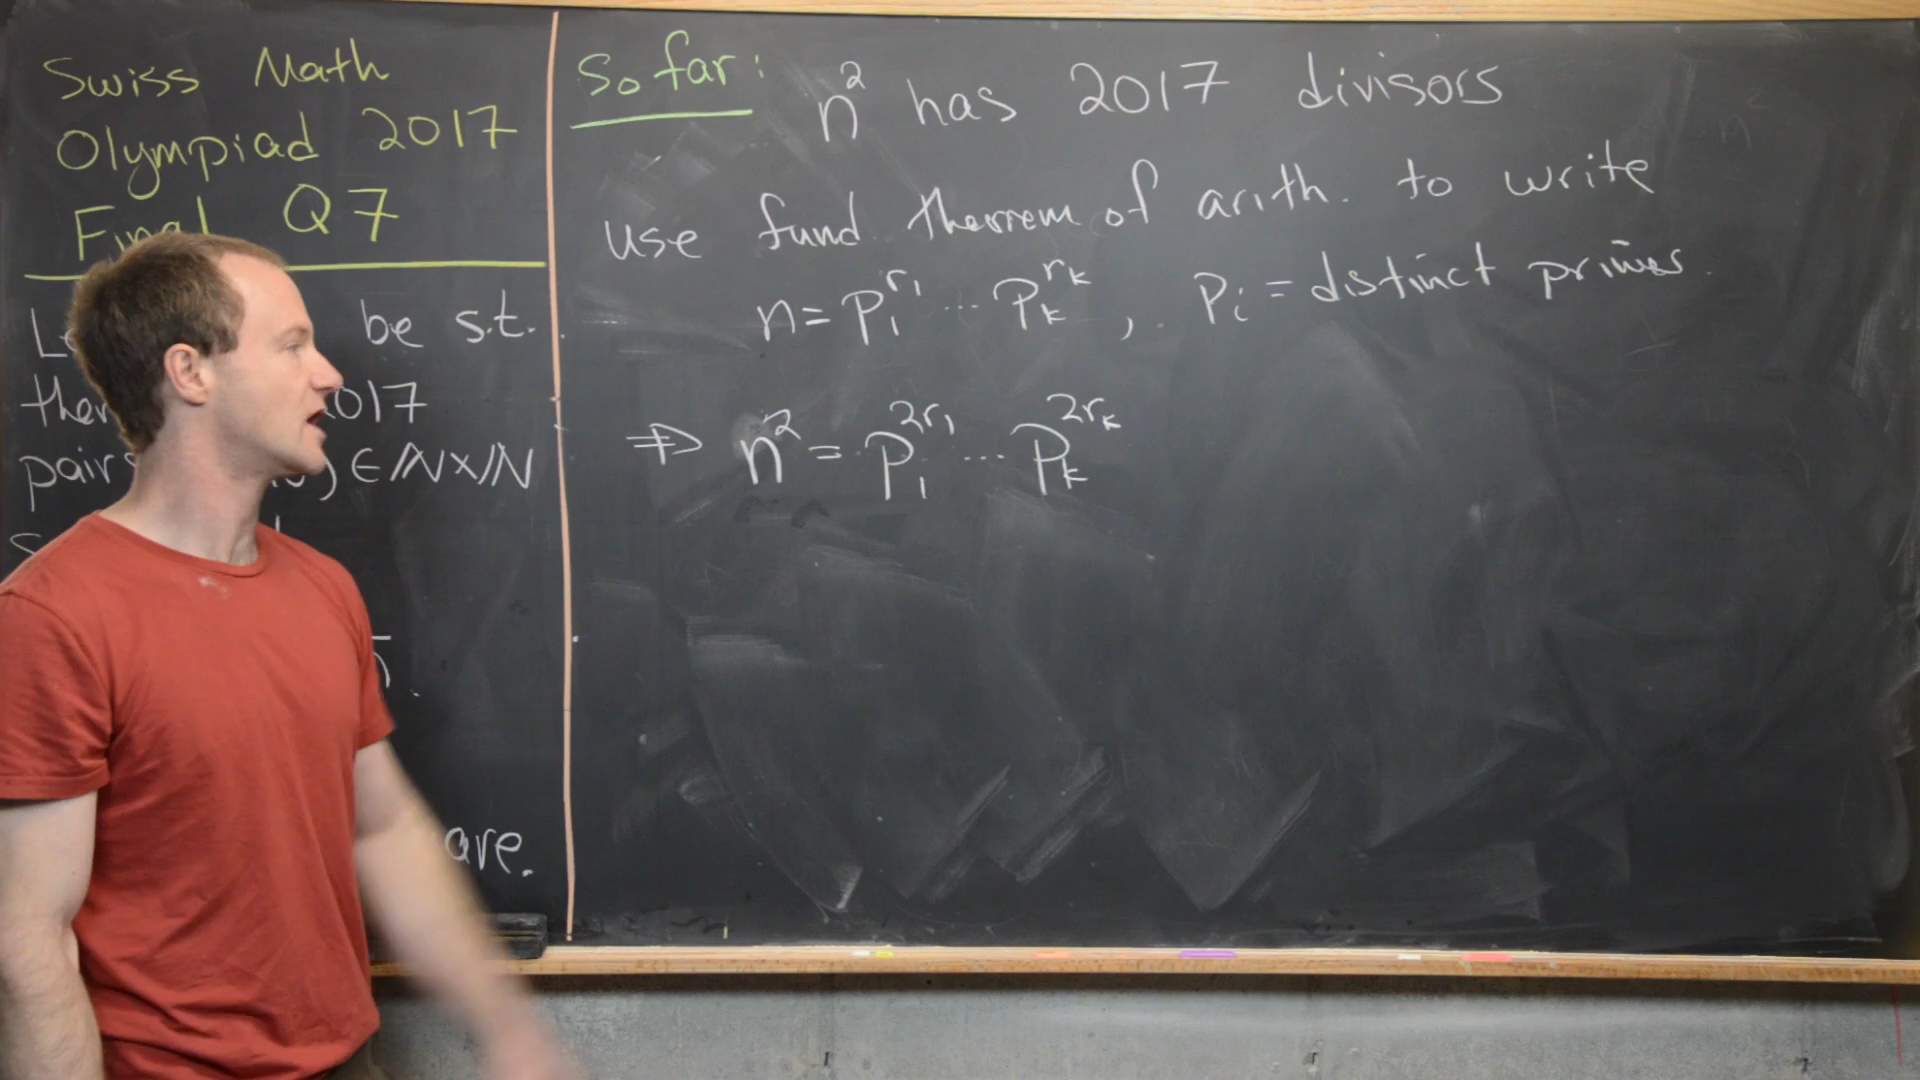 Swiss Math
Olympiad 2017
Final Q7
be s.t.
2017
pairs ) ∈ ℕ×ℕ
are.
So far: n² has 2017 divisors
use fund theorem of arith. to write
n = p₁^{r₁} ... p_k^{r_k}, p_i = distinct primes.
⇒ n² = p₁^{2r₁} ... p_k^{2r_k}